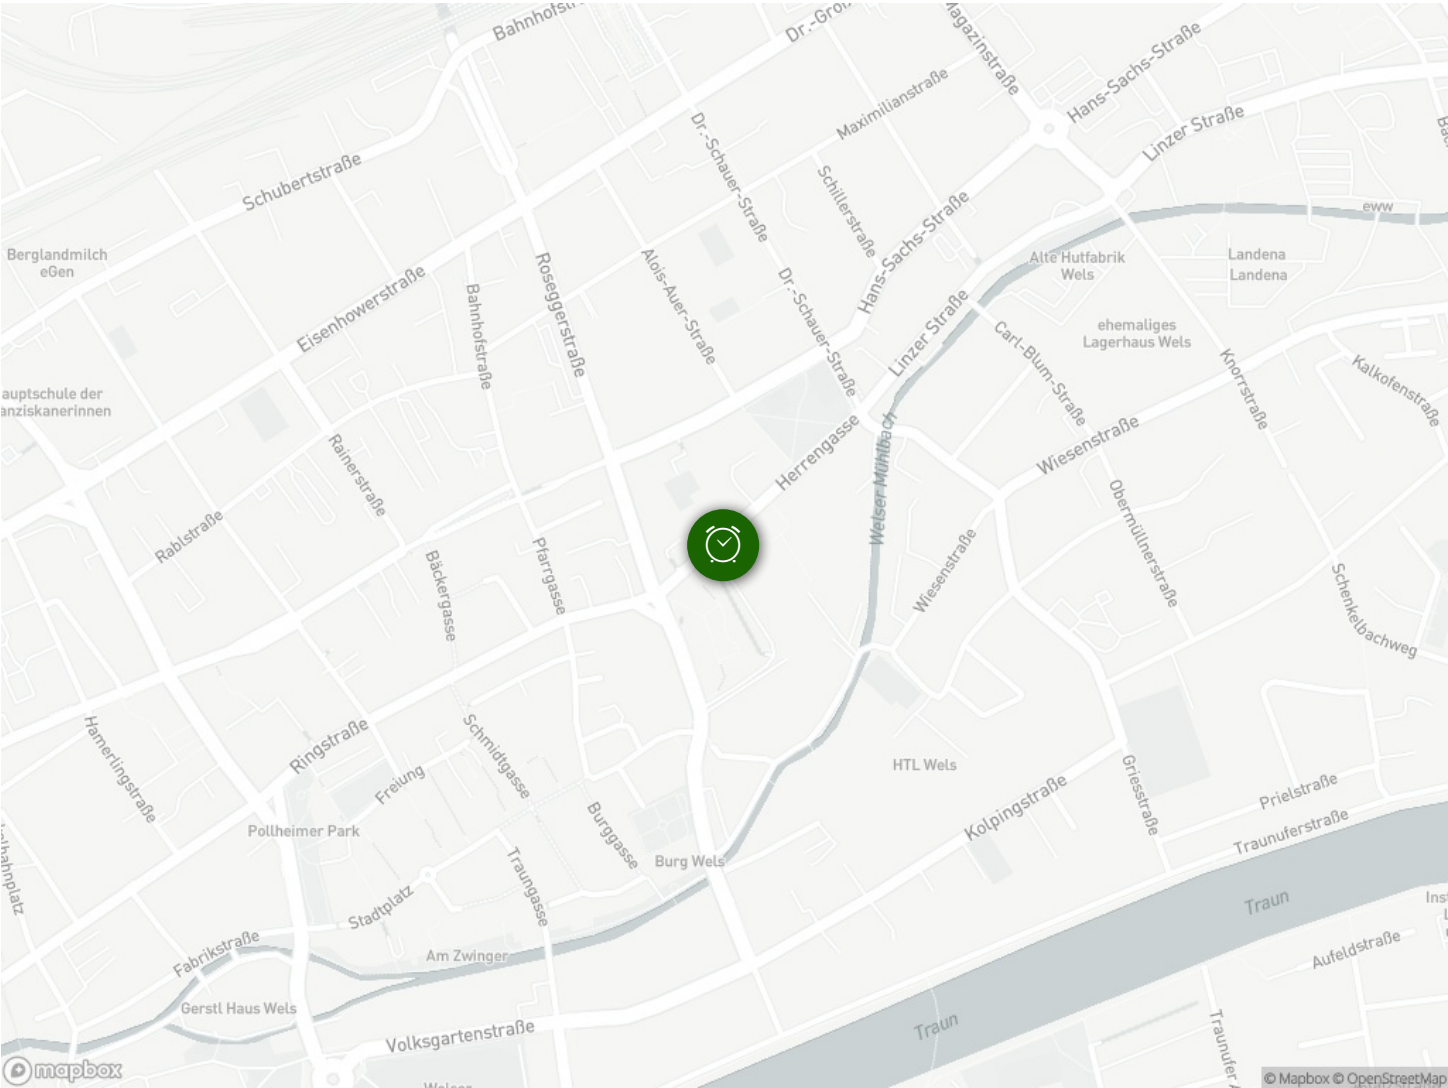 Bahnhofstr
Dr.-Groß
Magazinstraße
Hans-Sachs-Straße
Maximilianstraße
Linzer Straße
Dr.-Schauer-Straße
Schubertstraße
Schillerstraße
eww
Hans-Sachs-Straße
Berglandmilch
eGen
Roseggerstraße
Alois-Auer-Straße
Alte Hutfabrik
Wels
Landena
Landena
Eisenhowerstraße
Bahnhofstraße
Dr.-Schauer-Straße
Linzer Straße
ehemaliges
Lagerhaus Wels
Carl-Blum-Straße
Knorrstraße
Kalkofenstraße
auptschule der
anziskanerinnen
Rainerstraße
Herrengasse
Welser Mühlbach
Wiesenstraße
Rablstraße
Obermüllnerstraße
Bäckergasse
Pfarrgasse
Wiesenstraße
Schenkelbachweg
Hamerlingstraße
Ringstraße
Schmidtgasse
Freiung
HTL Wels
Griesstraße
Prielstraße
Kolpingstraße
Traunuferstraße
Pollheimer Park
Burggasse
Burg Wels
Traungasse
Stadtplatz
Traun
Inst
Fabrikstraße
Am Zwinger
Aufeldstraße
Gerstl Haus Wels
Volksgartenstraße
Traun
Traunufer
mapbox
Welser
© Mapbox © OpenStreetMap